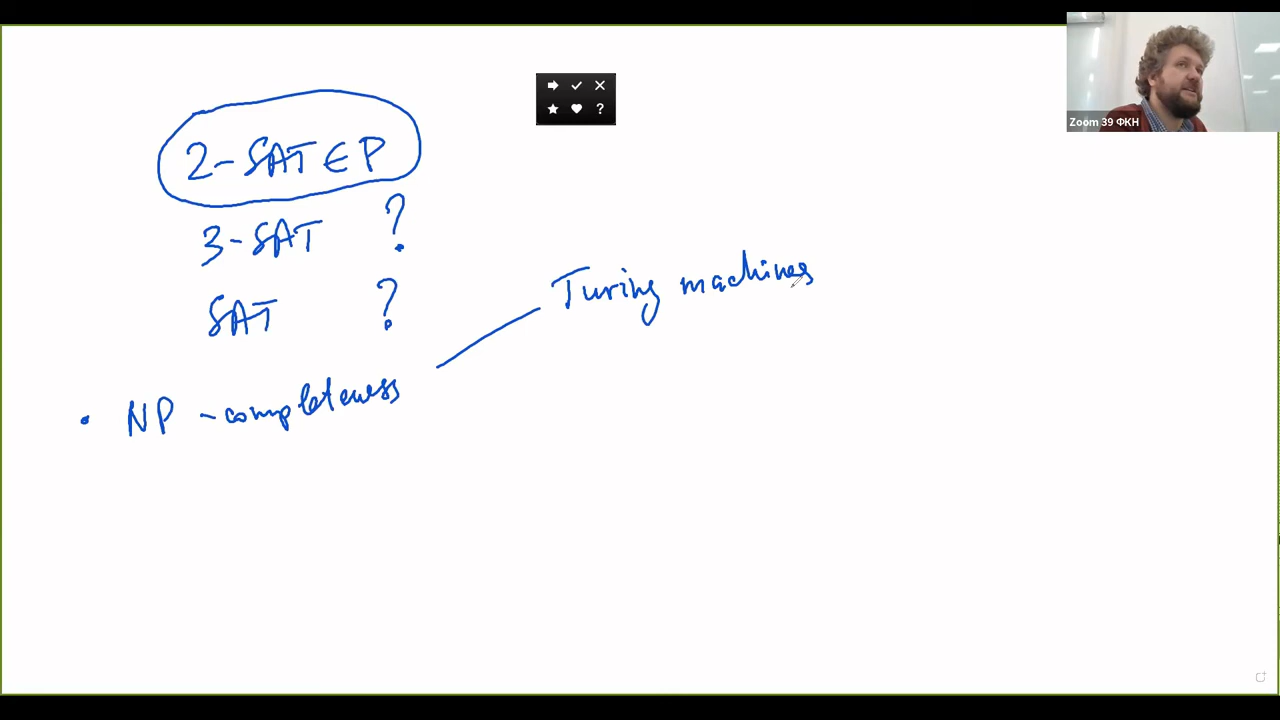 2-SAT ∈ P
3-SAT ?
SAT ?
Turing machines
• NP - completeness
Zoom 39 ФКН